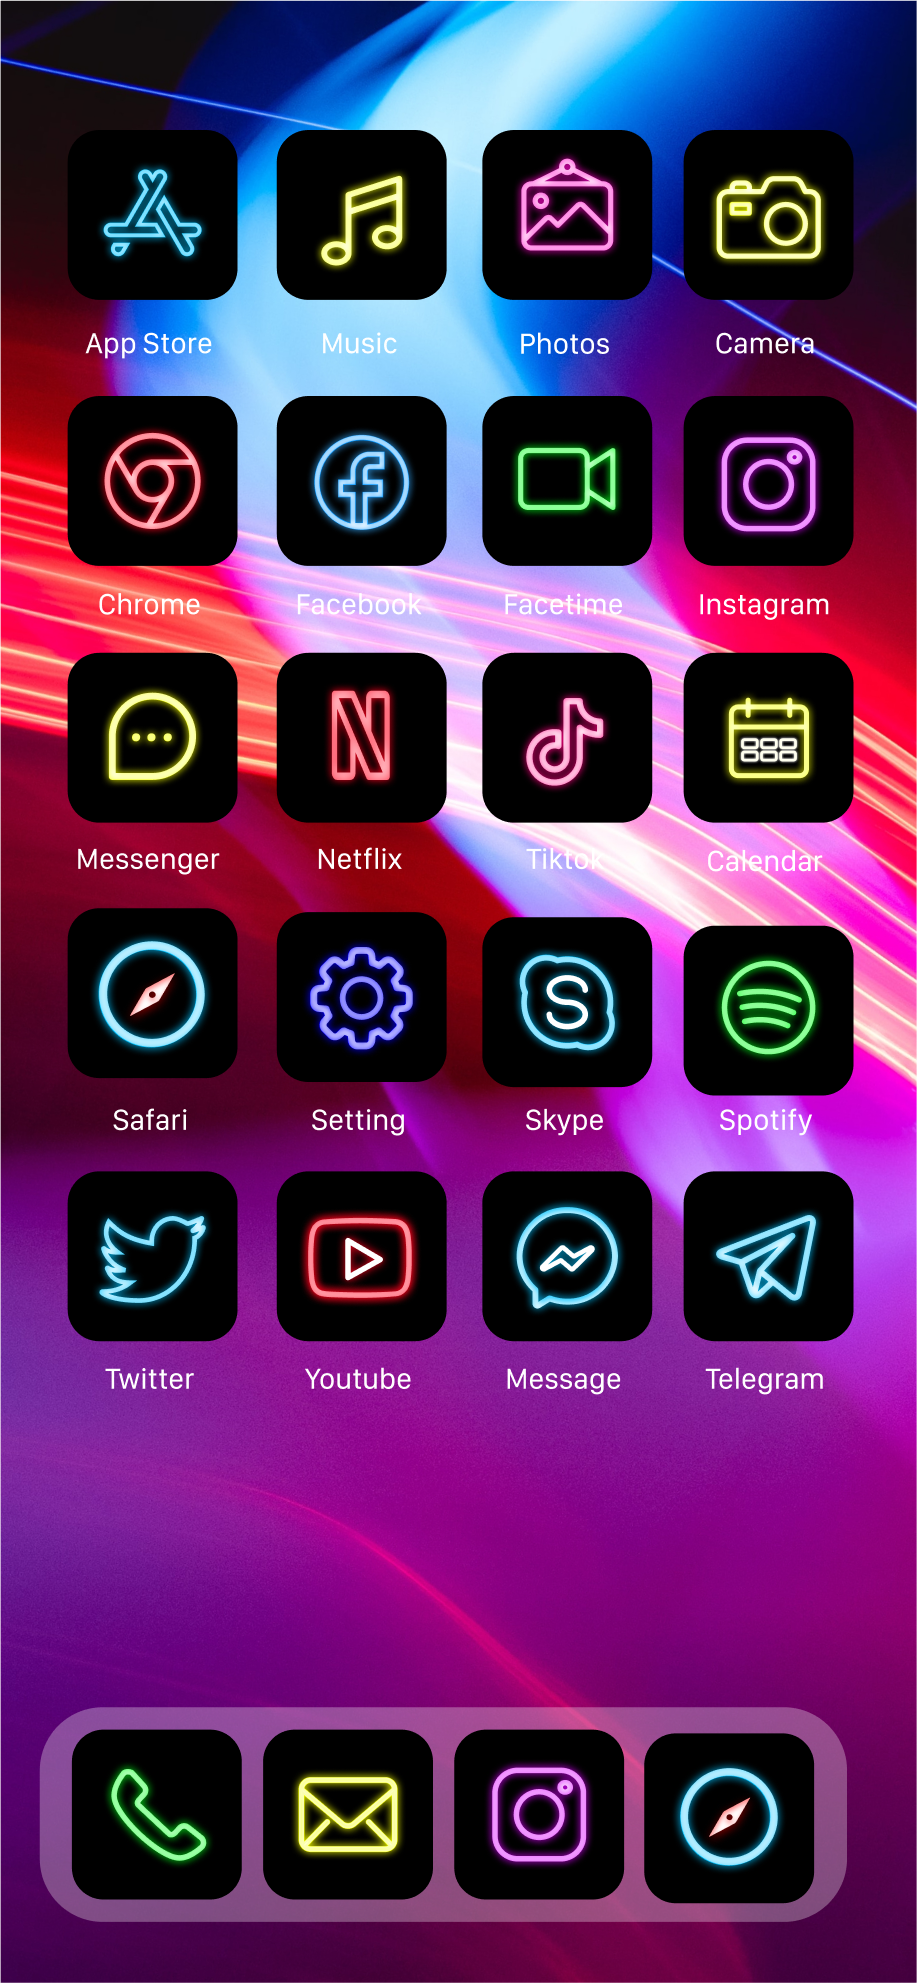 App Store Music Photos Camera
Chrome Facebook Facetime Instagram
Messenger Netflix Tiktok Calendar
Safari Setting Skype Spotify
Twitter Youtube Message Telegram